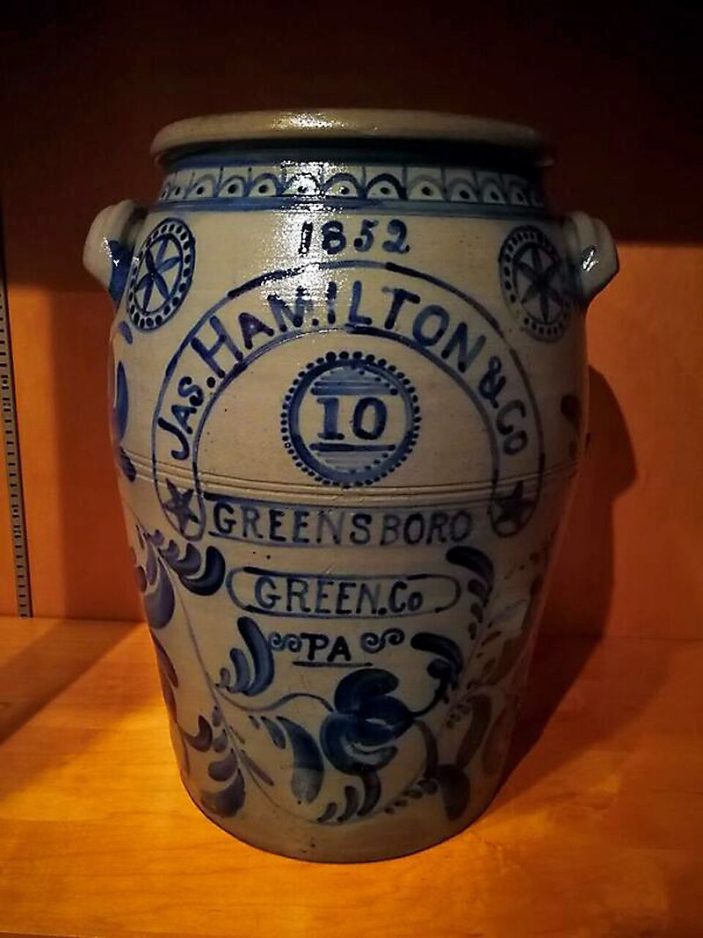 1852
JAS. HAMILTON & CO
10
GREENSBORO
GREEN.Co
PA